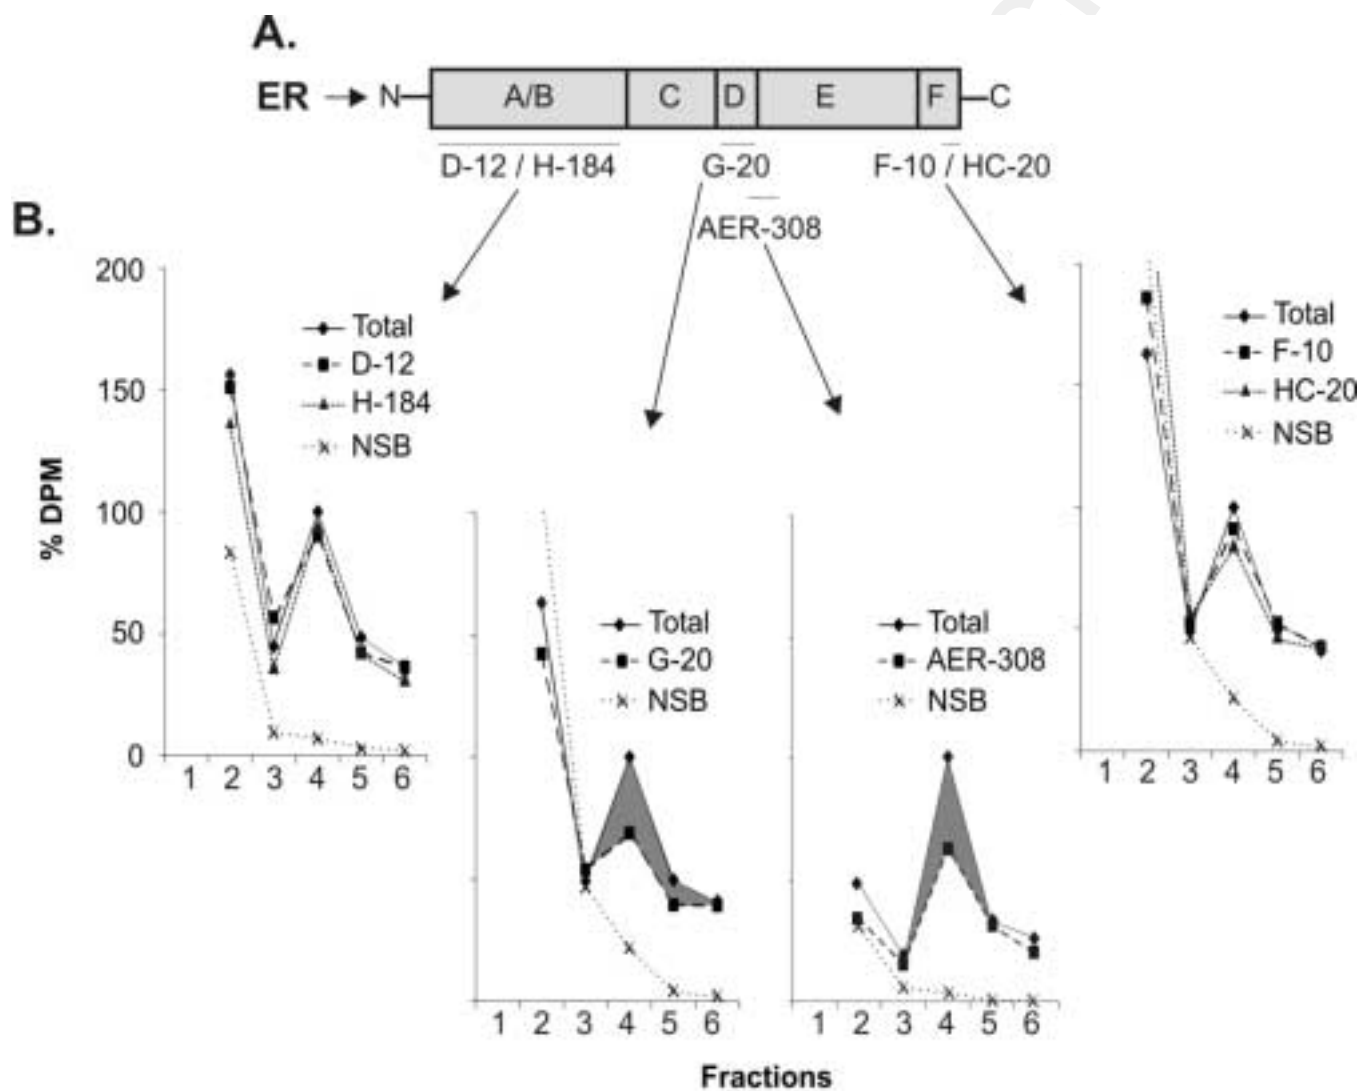 A.
ER N A/B C D E F C
D-12 / H-184 G-20 F-10 / HC-20
AER-308
B.
% DPM
200
150
100
50
0
Total
D-12
H-184
NSB
1 2 3 4 5 6
Total
G-20
NSB
1 2 3 4 5 6
Total
AER-308
NSB
1 2 3 4 5 6
Total
F-10
HC-20
NSB
1 2 3 4 5 6
Fractions